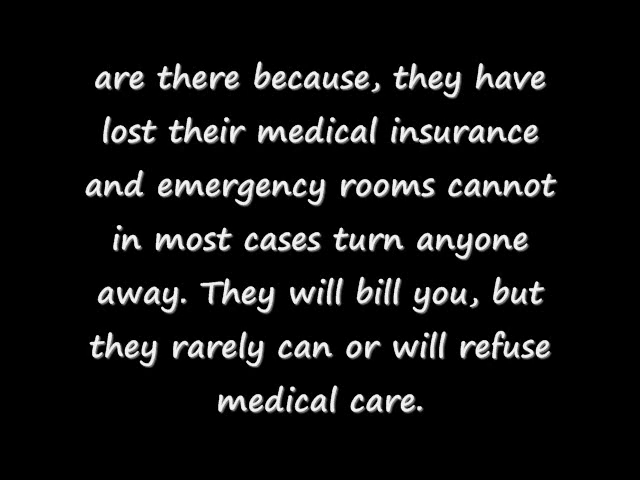 are there because, they have
lost their medical insurance
and emergency rooms cannot
in most cases turn anyone
away. They will bill you, but
they rarely can or will refuse
medical care.